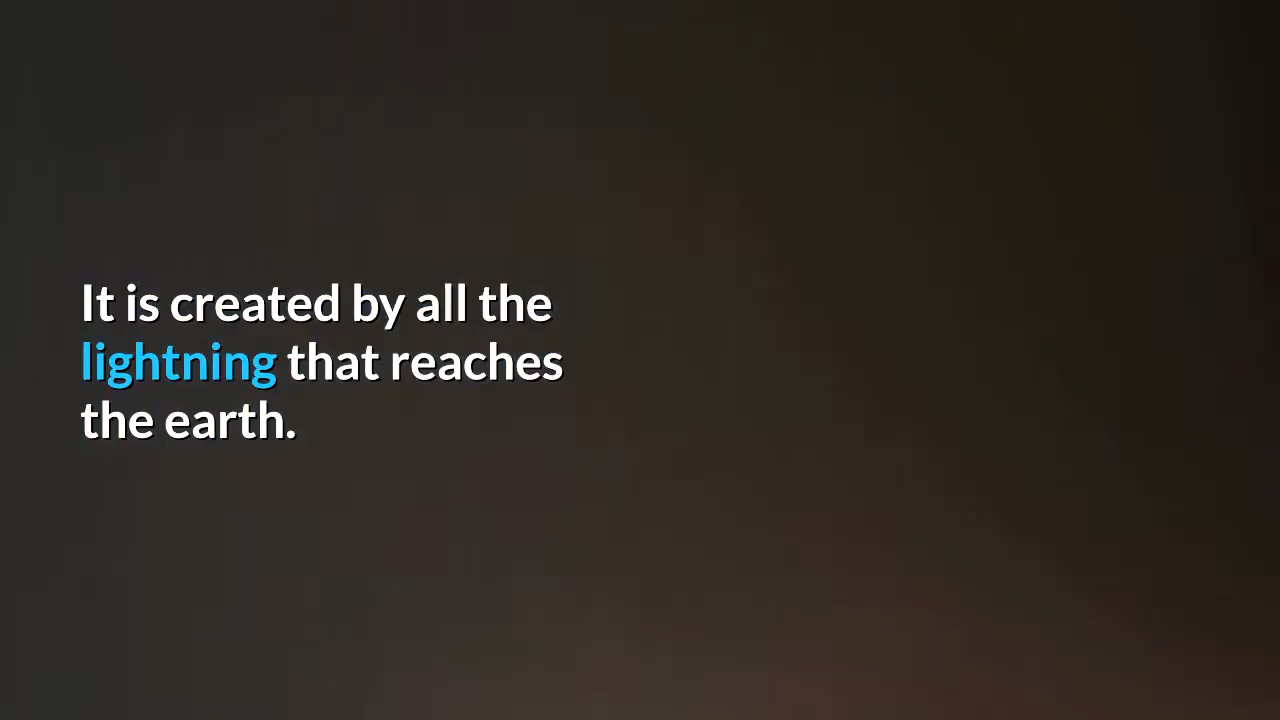 It is created by all the
lightning that reaches
the earth.